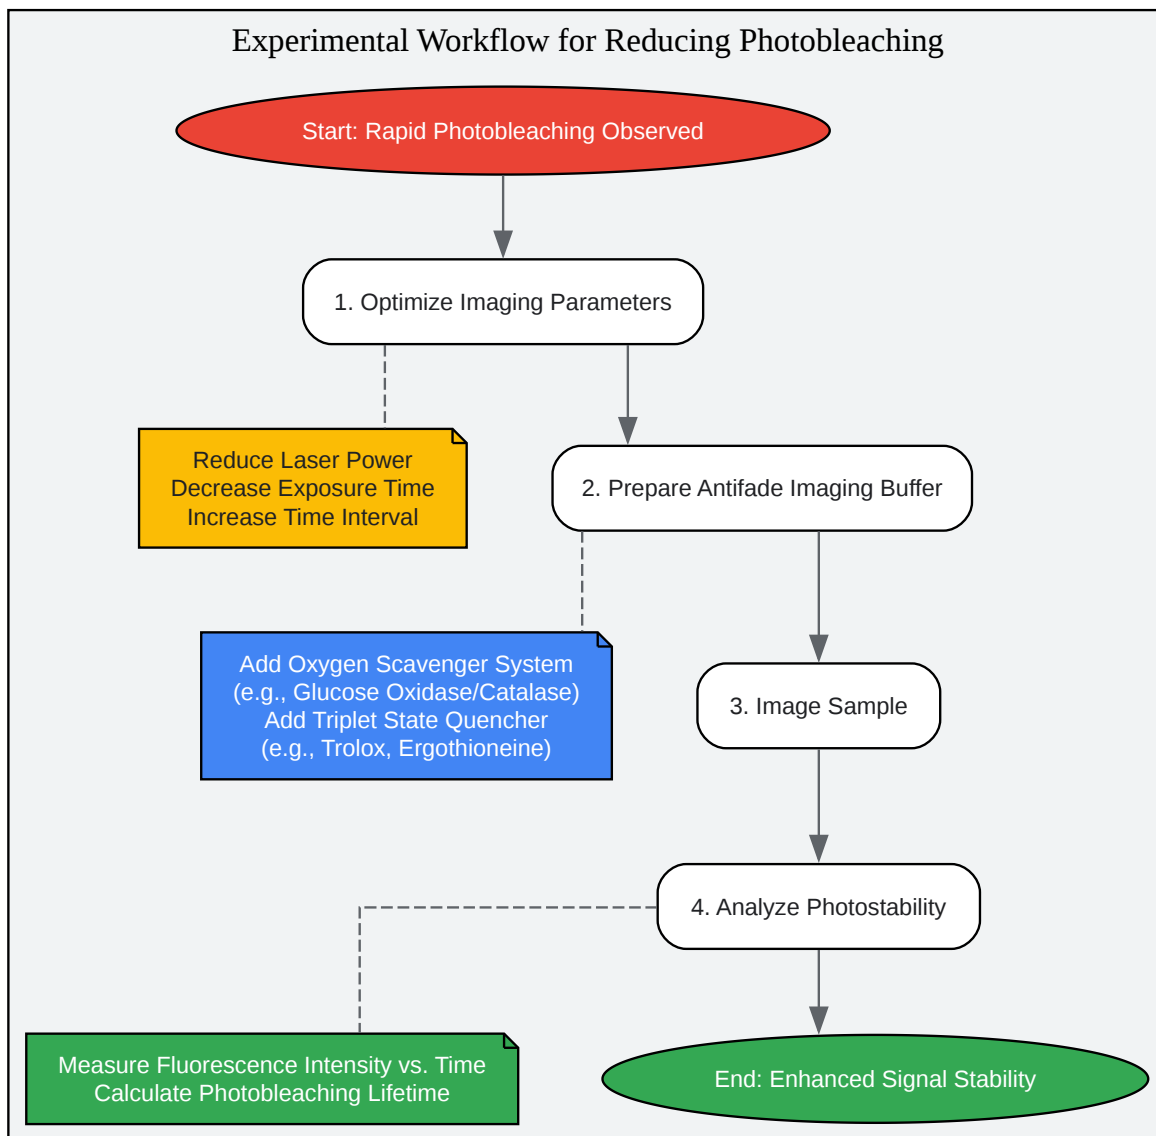 Experimental Workflow for Reducing Photobleaching
Start: Rapid Photobleaching Observed
1. Optimize Imaging Parameters
Reduce Laser Power
Decrease Exposure Time
Increase Time Interval
2. Prepare Antifade Imaging Buffer
Add Oxygen Scavenger System
(e.g., Glucose Oxidase/Catalase)
Add Triplet State Quencher
(e.g., Trolox, Ergothioneine)
3. Image Sample
4. Analyze Photostability
Measure Fluorescence Intensity vs. Time
Calculate Photobleaching Lifetime
End: Enhanced Signal Stability